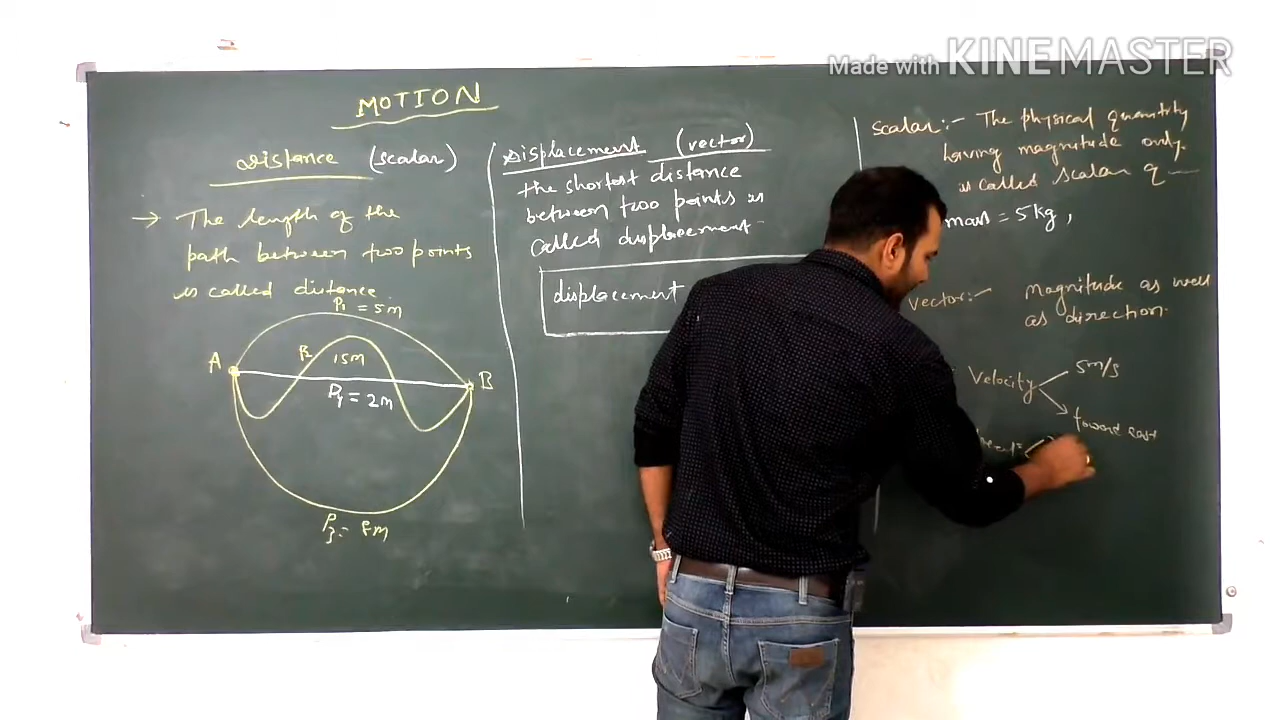 Made with KINEMASTER
MOTION
Distance (scalar)
→ The length of the
path between two points
is called distance
P1 = 5m
A
P2 15m
B
P4 = 2m
P3 = 8m
Displacement (vector)
the shortest distance
between two points is
called displacement
displacement
Scalar:- The physical quantity
having magnitude only.
is called scalar q
mass = 5 kg,
Vector:- magnitude as well
as direction.
Velocity 5m/s
toward east